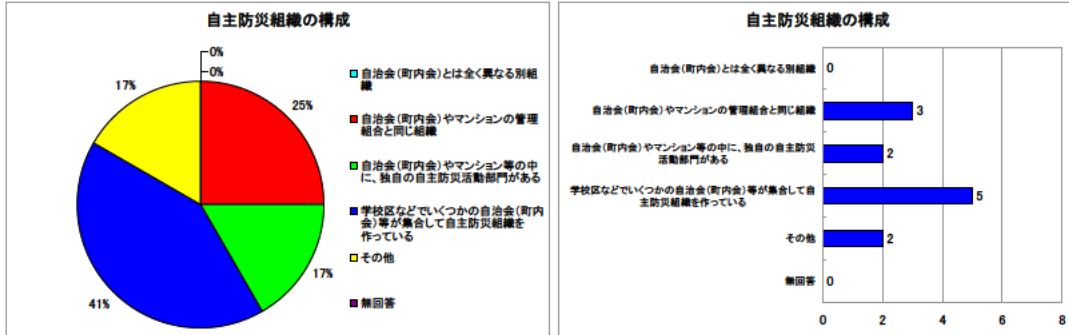 自主防災組織の構成
0%
0%
17%
25%
17%
41%
自治会(町内会)とは全く異なる別組
織
自治会(町内会)やマンションの管理
組合と同じ組織
自治会(町内会)やマンション等の中
に、独自の自主防災活動部門がある
学校区などでいくつかの自治会(町内
会)等が集合して自主防災組織を
作っている
その他
無回答
自主防災組織の構成
自治会(町内会)とは全く異なる別組織
0
自治会(町内会)やマンションの管理組合と同じ組織
3
自治会(町内会)やマンション等の中に、独自の自主防災
活動部門がある
2
学校区などでいくつかの自治会(町内会)等が集合して自
主防災組織を作っている
5
その他
2
無回答
0
0 2 4 6 8